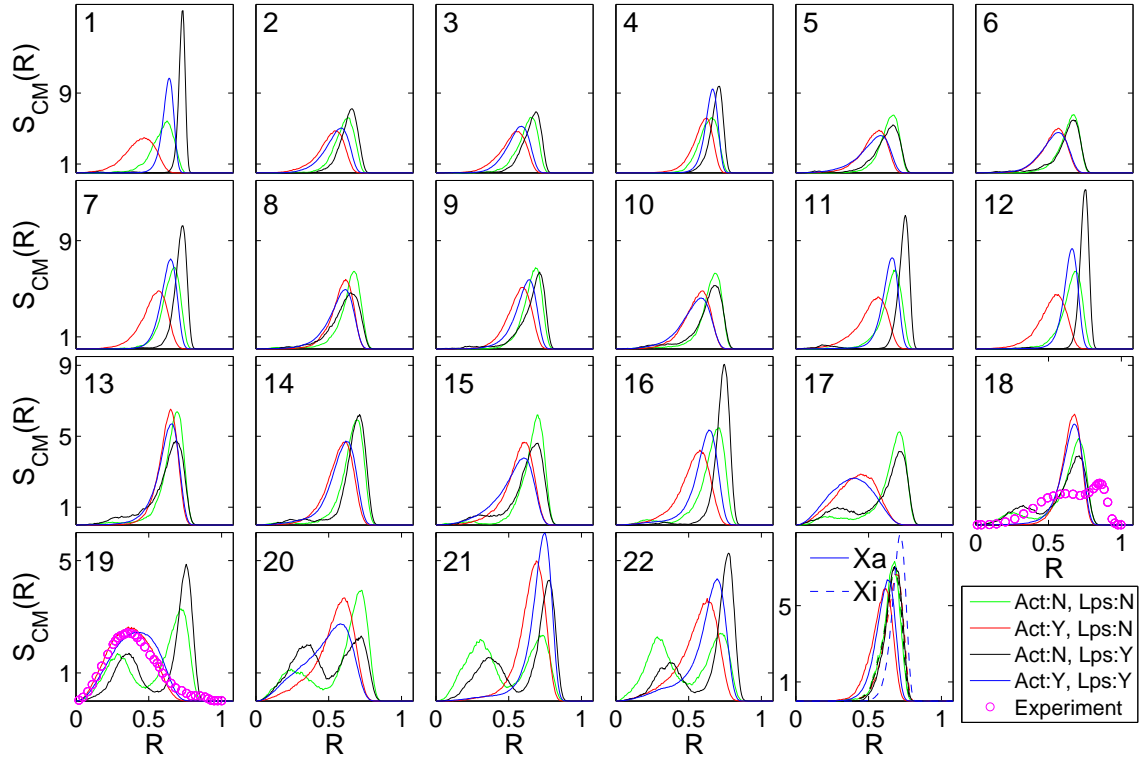 1 2 3 4 5 6
S_CM(R)
9
1
7 8 9 10 11 12
S_CM(R)
9
1
13 14 15 16 17 18
S_CM(R)
9
5
1
0 0.5 1
R
19 20 21 22
S_CM(R)
5
1
Xa
Xi
5
1
0 0.5 1
R
0 0.5 1
R
0 0.5 1
R
0 0.5 1
R
0 0.5 1
R
Act:N, Lps:N
Act:Y, Lps:N
Act:N, Lps:Y
Act:Y, Lps:Y
Experiment